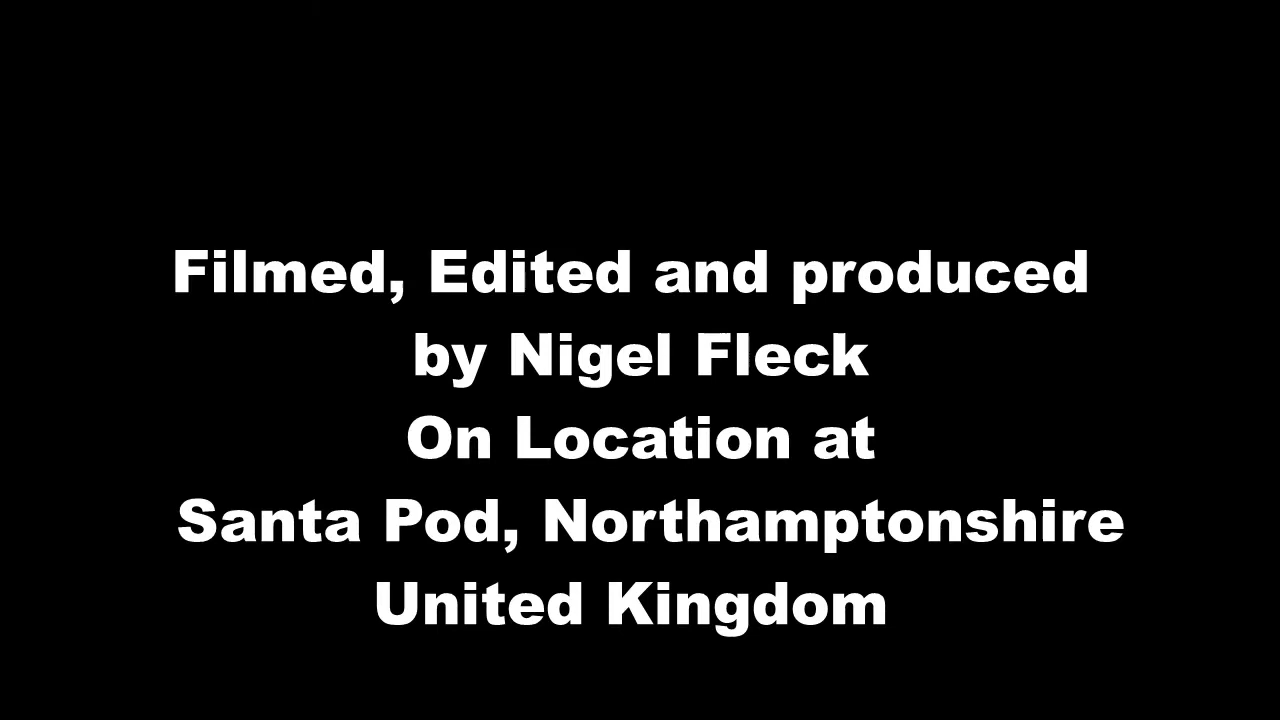 Filmed, Edited and produced
by Nigel Fleck
On Location at
Santa Pod, Northamptonshire
United Kingdom